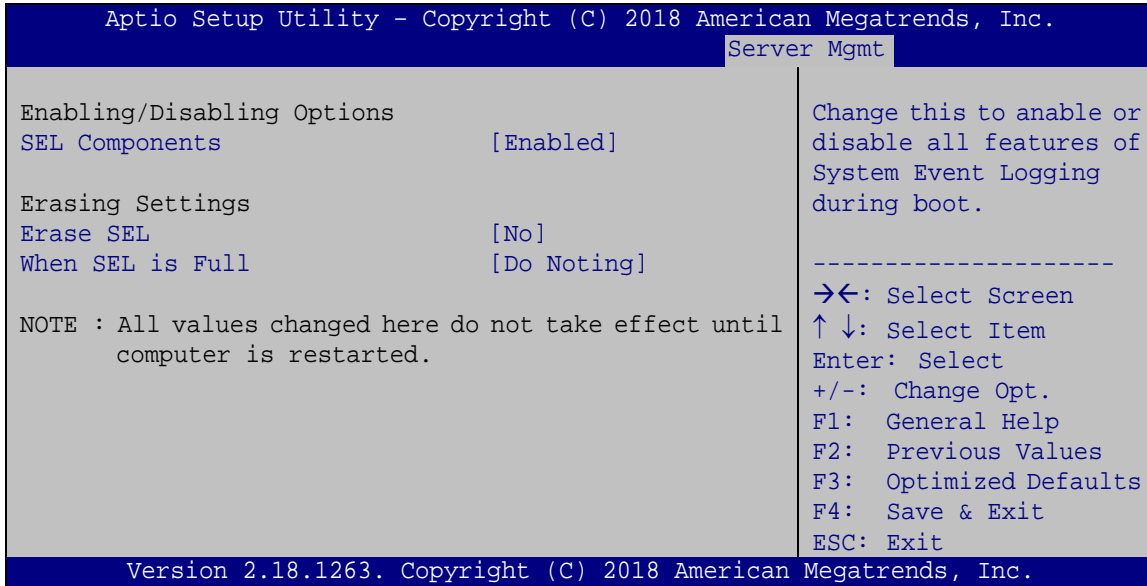 Aptio Setup Utility – Copyright (C) 2018 American Megatrends, Inc.
Server Mgmt
Enabling/Disabling Options
SEL Components [Enabled]
Erasing Settings
Erase SEL [No]
When SEL is Full [Do Noting]
NOTE : All values changed here do not take effect until
computer is restarted.
Change this to anable or
disable all features of
System Event Logging
during boot.
---------------------
→←: Select Screen
↑ ↓: Select Item
Enter: Select
+/-: Change Opt.
F1: General Help
F2: Previous Values
F3: Optimized Defaults
F4: Save & Exit
ESC: Exit
Version 2.18.1263. Copyright (C) 2018 American Megatrends, Inc.